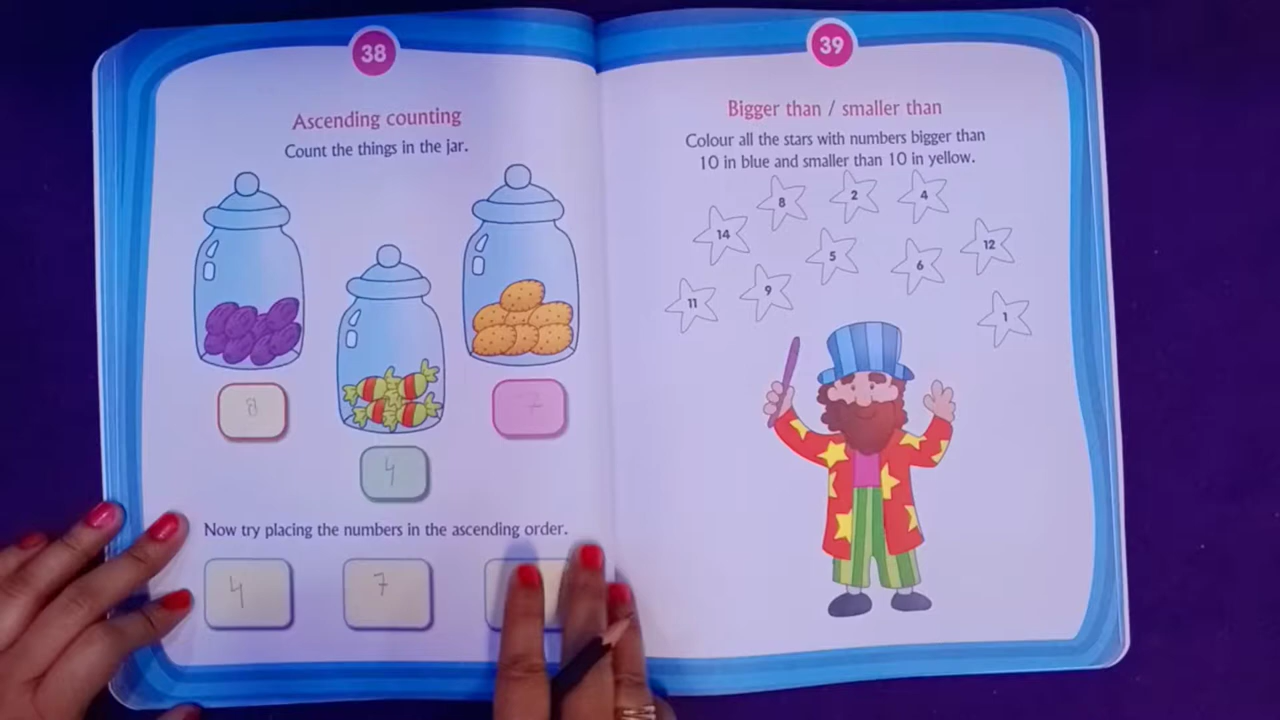 38
Ascending counting
Count the things in the jar.
8
4
7
Now try placing the numbers in the ascending order.
4
7
39
Bigger than / smaller than
Colour all the stars with numbers bigger than
10 in blue and smaller than 10 in yellow.
8
2
4
14
5
6
12
11
9
1